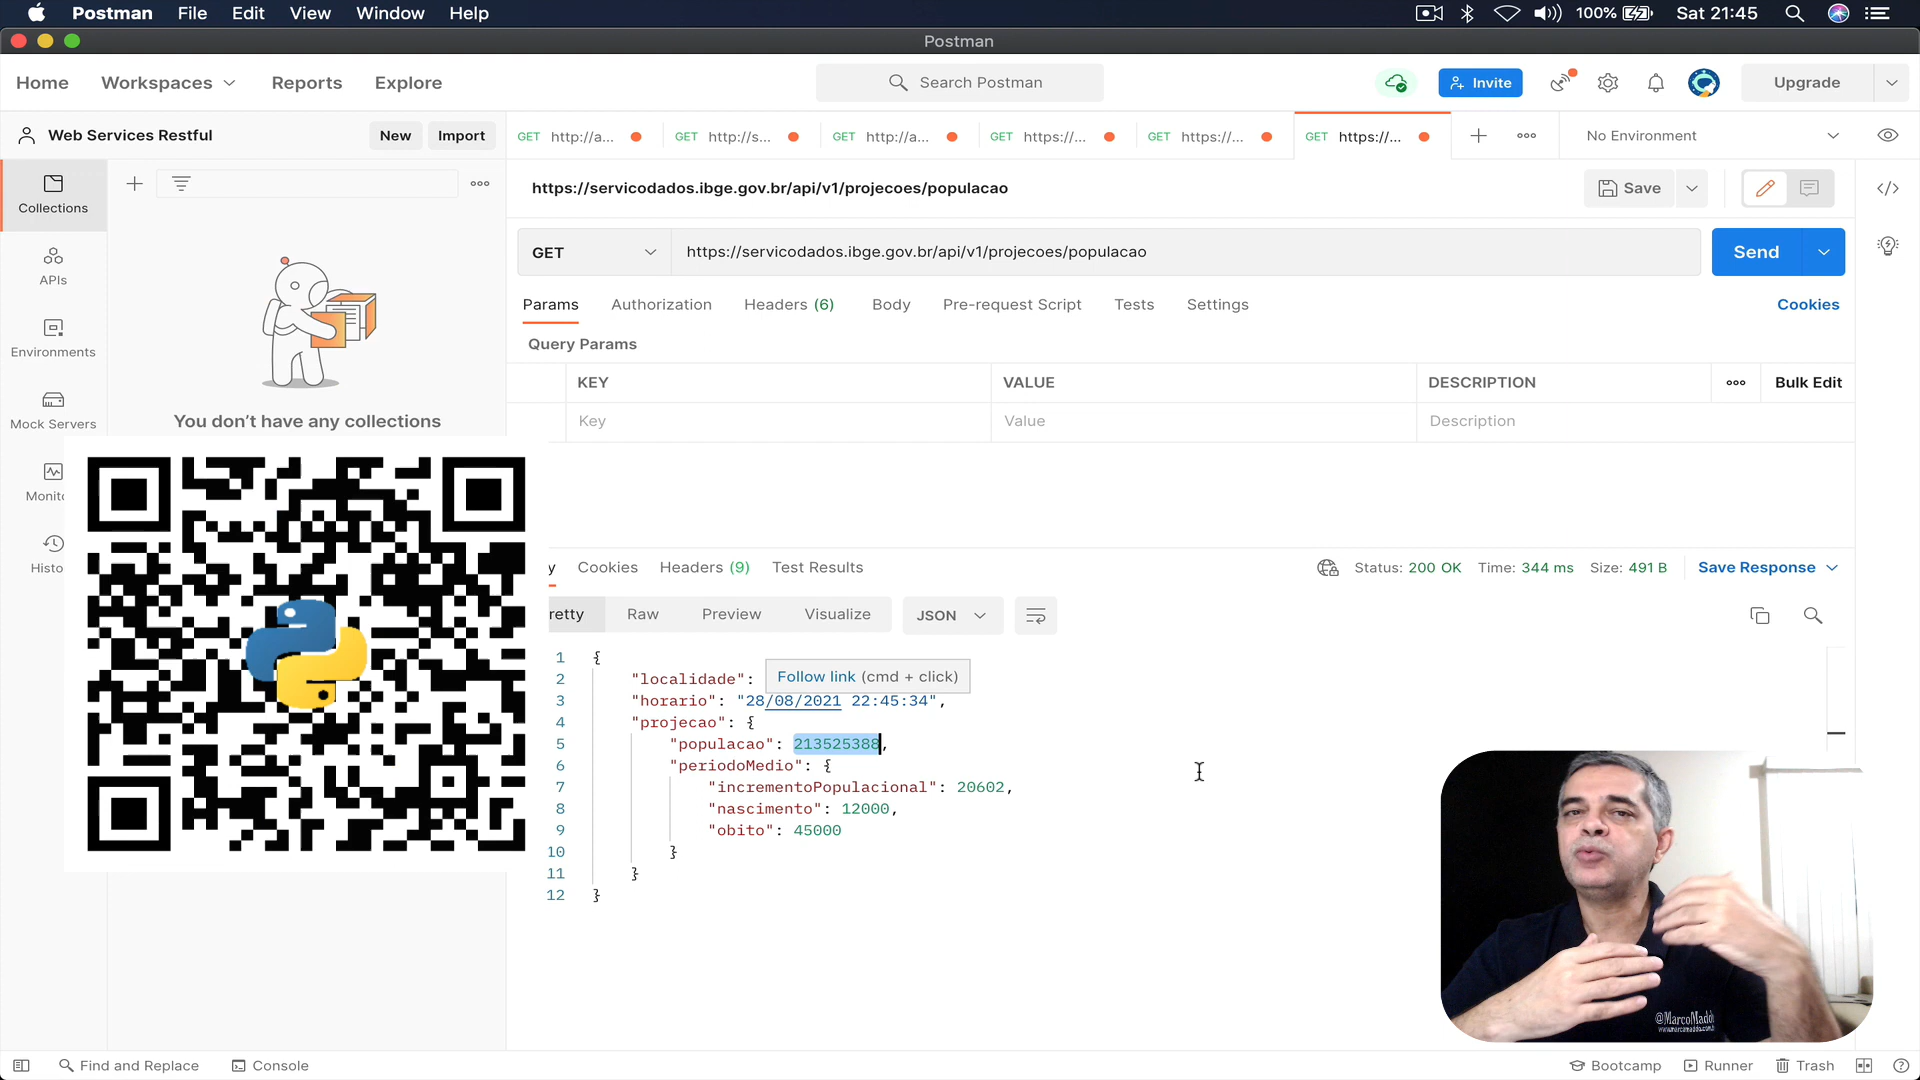 Postman File Edit View Window Help 100% Sat 21:45
Postman
Home Workspaces Reports Explore Search Postman Invite Upgrade
Web Services Restful New Import GET http://a... GET http://s... GET http://a... GET https://... GET https://... GET https://... No Environment
https://servicodados.ibge.gov.br/api/v1/projecoes/populacao Save
Collections
GET https://servicodados.ibge.gov.br/api/v1/projecoes/populacao Send
APIs
Params Authorization Headers (6) Body Pre-request Script Tests Settings Cookies
Query Params
Environments
KEY VALUE DESCRIPTION Bulk Edit
Mock Servers
You don't have any collections
Key Value Description
Monito
Histo
y Cookies Headers (9) Test Results Status: 200 OK Time: 344 ms Size: 491 B Save Response
retty Raw Preview Visualize JSON
1 {
2 "localidade": Follow link (cmd + click)
3 "horario": "28/08/2021 22:45:34",
4 "projecao": {
5 "populacao": 213525388,
6 "periodoMedio": {
7 "incrementoPopulacional": 20602,
8 "nascimento": 12000,
9 "obito": 45000
10 }
11 }
12 }
@MarcoMaddo
Find and Replace Console Bootcamp Runner Trash